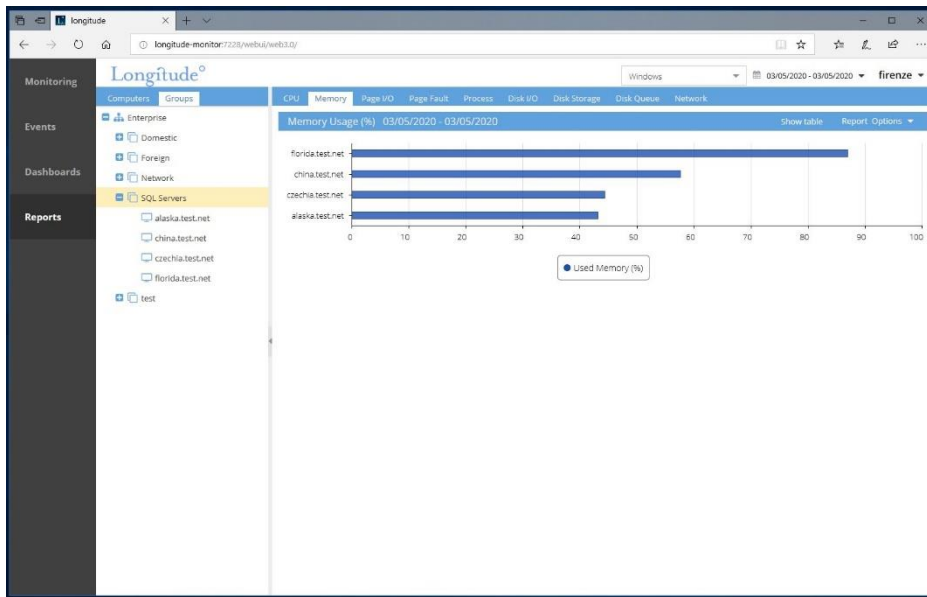 longitude
longitude-monitor:7228/webui/web3.0/
Longitude°
Windows
03/05/2020 - 03/05/2020
firenze
Monitoring
Events
Dashboards
Reports
Computers Groups
Enterprise
Domestic
Foreign
Network
SQL Servers
alaska.test.net
china.test.net
czechia.test.net
florida.test.net
test
CPU Memory Page I/O Page Fault Process Disk I/O Disk Storage Disk Queue Network
Memory Usage (%) 03/05/2020 - 03/05/2020 Show table Report Options
florida.test.net
china.test.net
czechia.test.net
alaska.test.net
0 10 20 30 40 50 60 70 80 90 100
Used Memory (%)